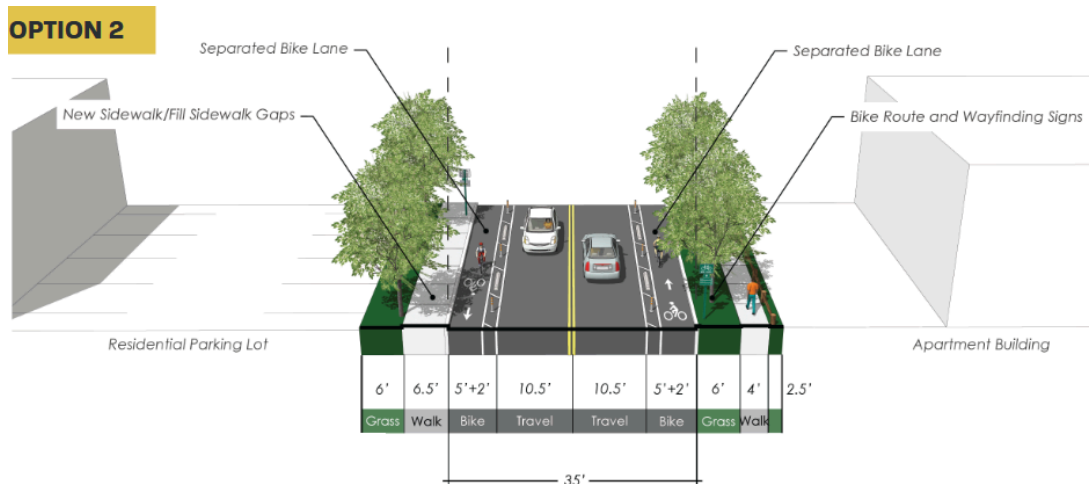 OPTION 2
Separated Bike Lane
Separated Bike Lane
New Sidewalk/Fill Sidewalk Gaps
Bike Route and Wayfinding Signs
Residential Parking Lot
Apartment Building
6' 6.5' 5'+2' 10.5' 10.5' 5'+2' 6' 4' 2.5'
Grass Walk Bike Travel Travel Bike Grass Walk
35'